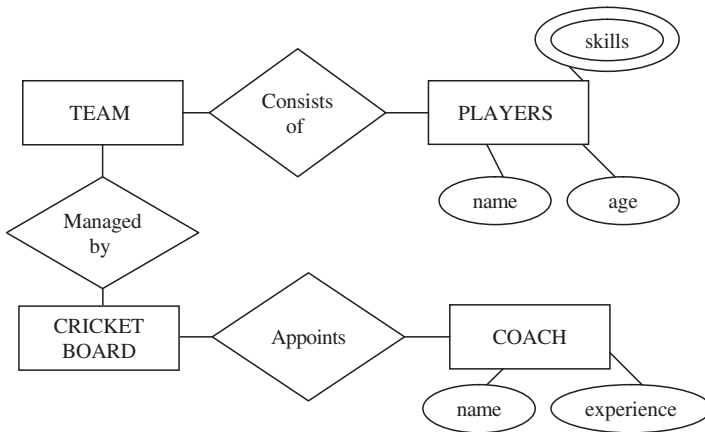 skills
TEAM
Consists
of
PLAYERS
name
age
Managed
by
CRICKET
BOARD
Appoints
COACH
name
experience